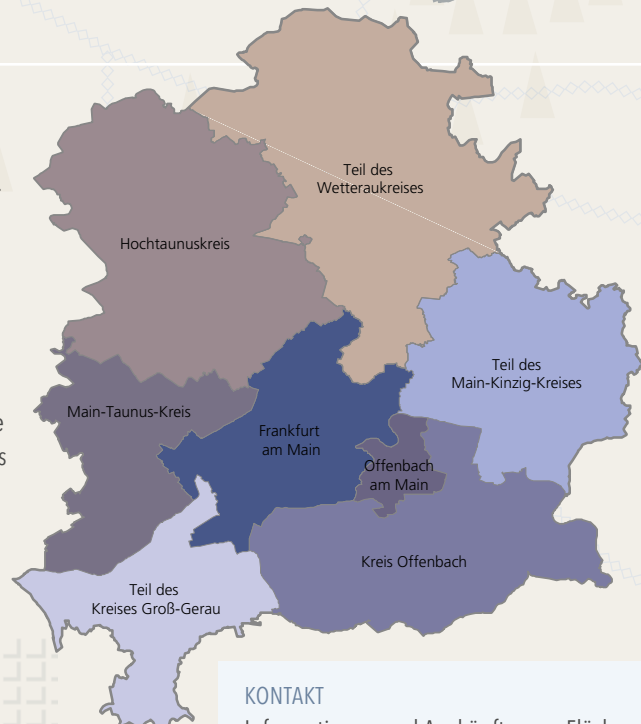 Teil des
Wetteraukreises
Hochtaunuskreis
Teil des
Main-Kinzig-Kreises
Main-Taunus-Kreis
Frankfurt
am Main
Offenbach
am Main
Kreis Offenbach
Teil des
Kreises Groß-Gerau
KONTAKT